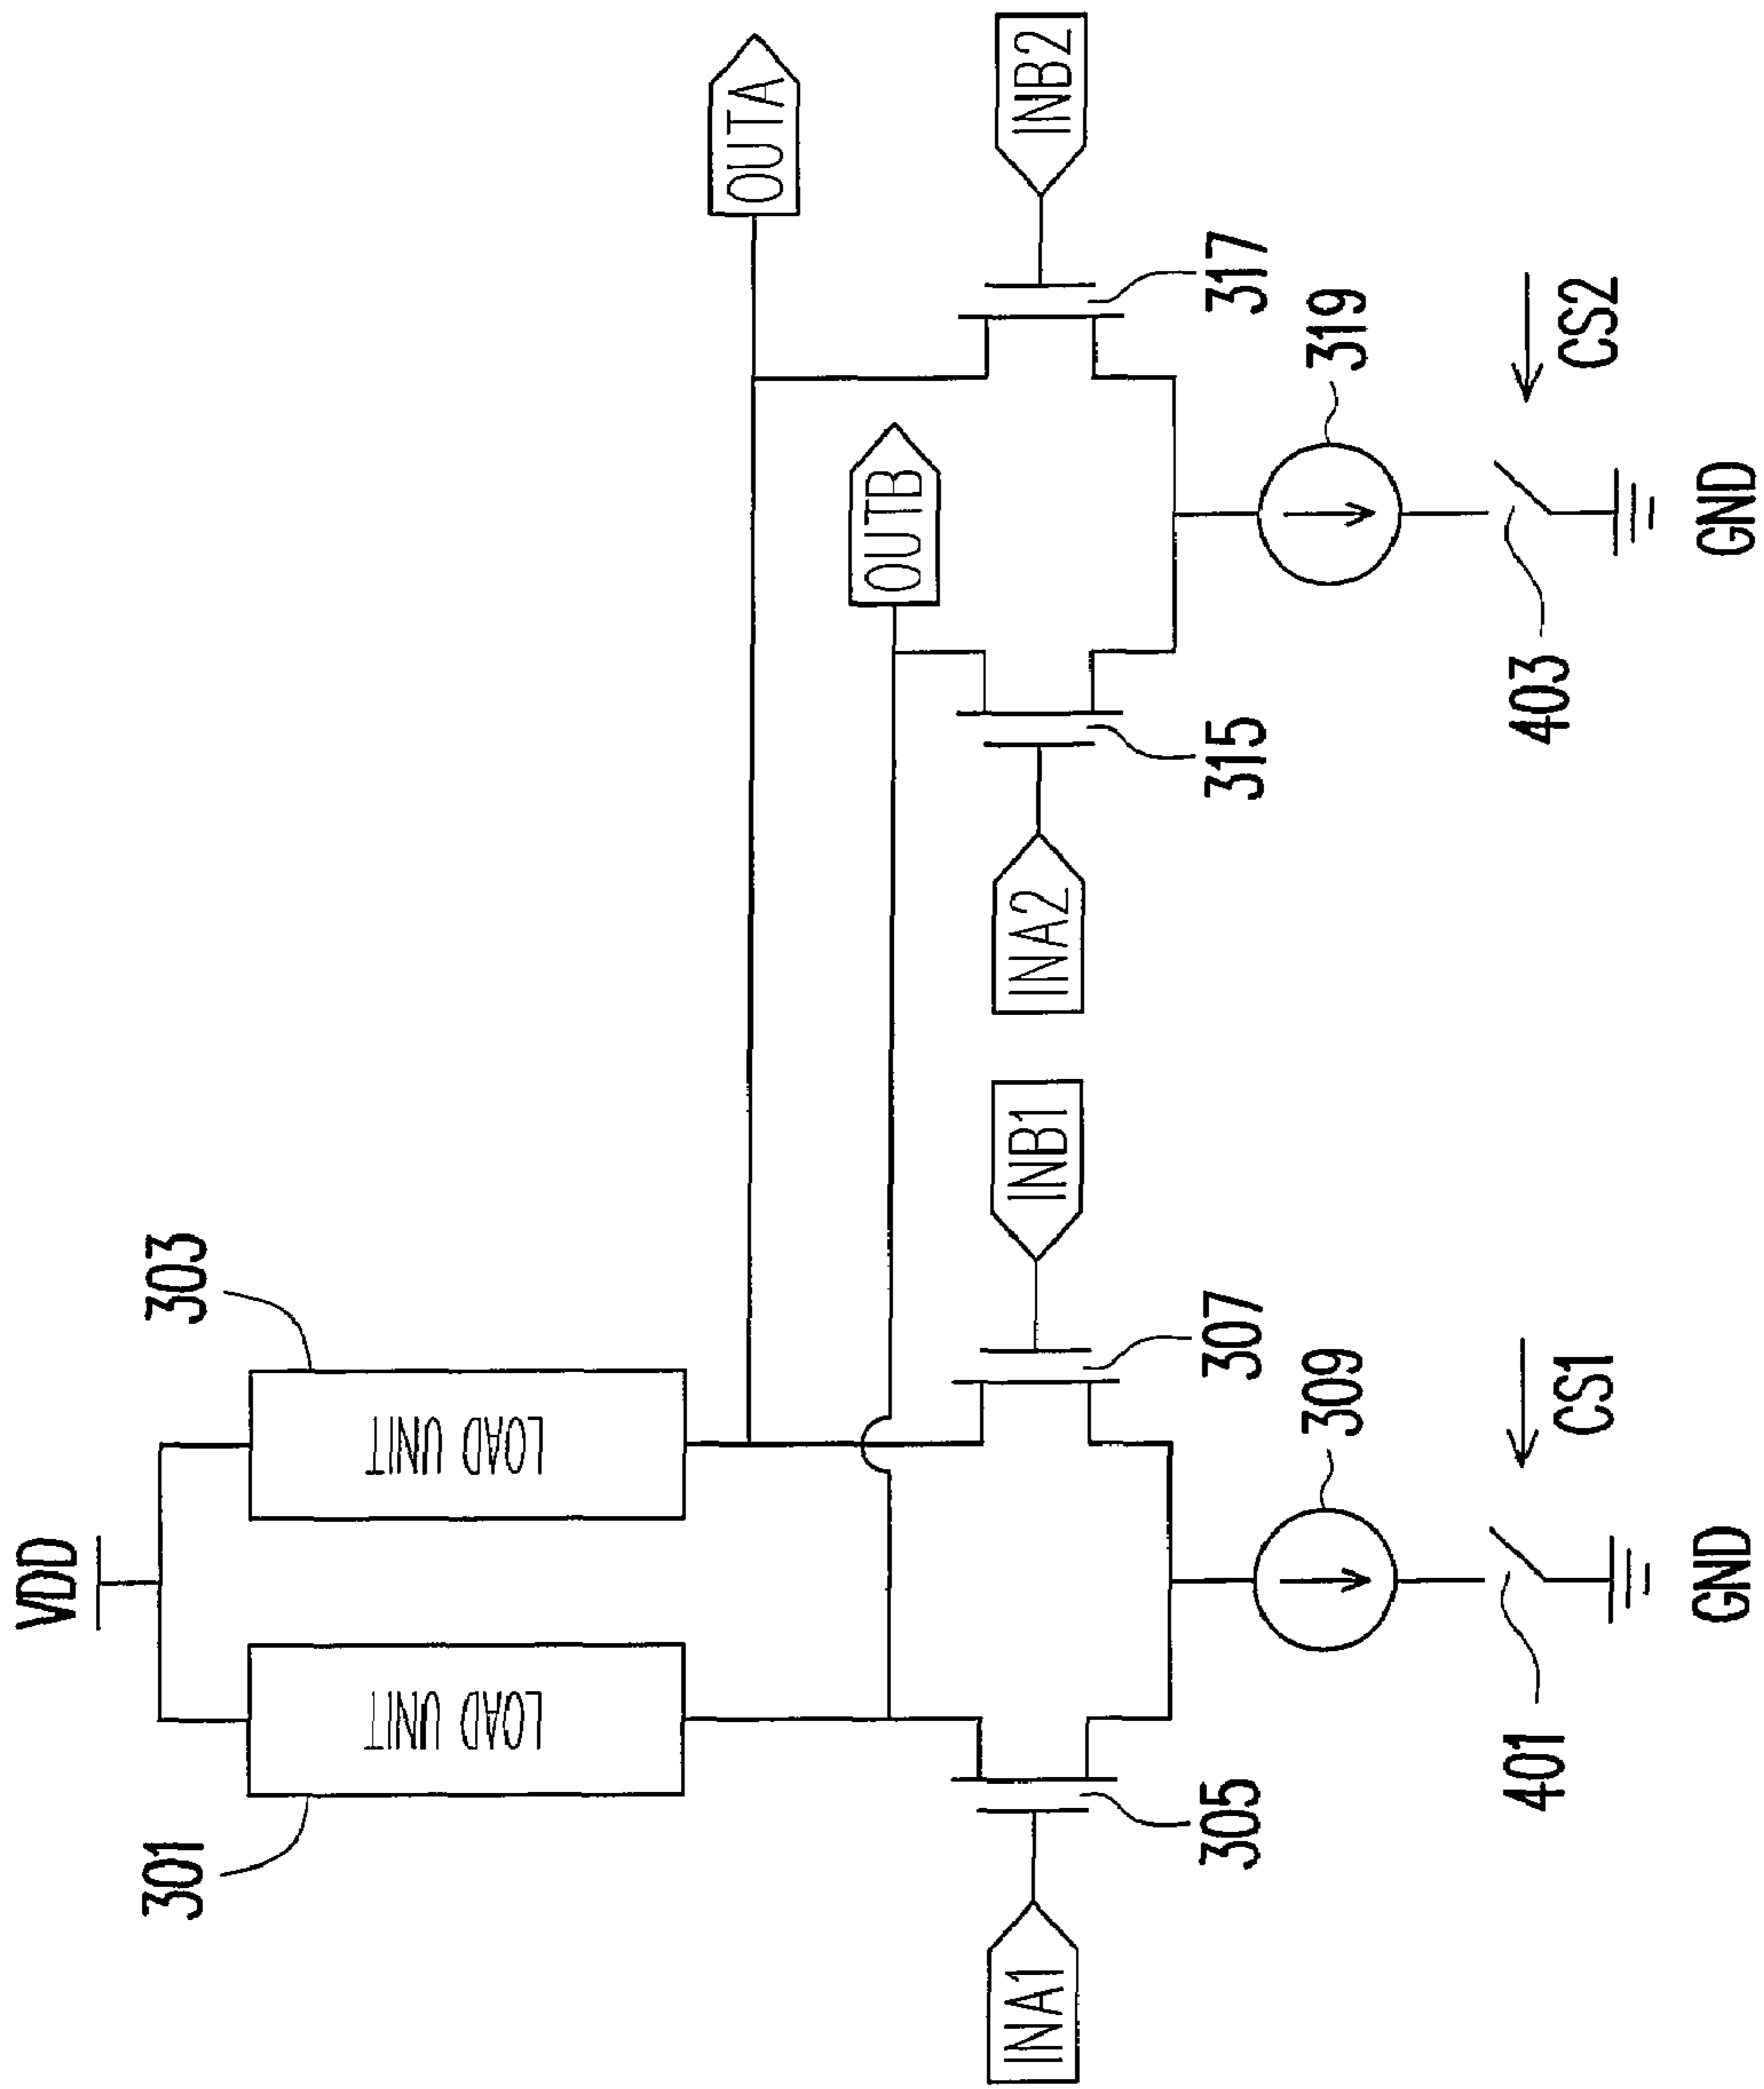 VDD
301
303
LOAD UNIT
LOAD UNIT
OUTA
OUTB
INA1
INB1
INA2
INB2
305
307
315
317
309
319
401
CS1
403
CS2
GND
GND